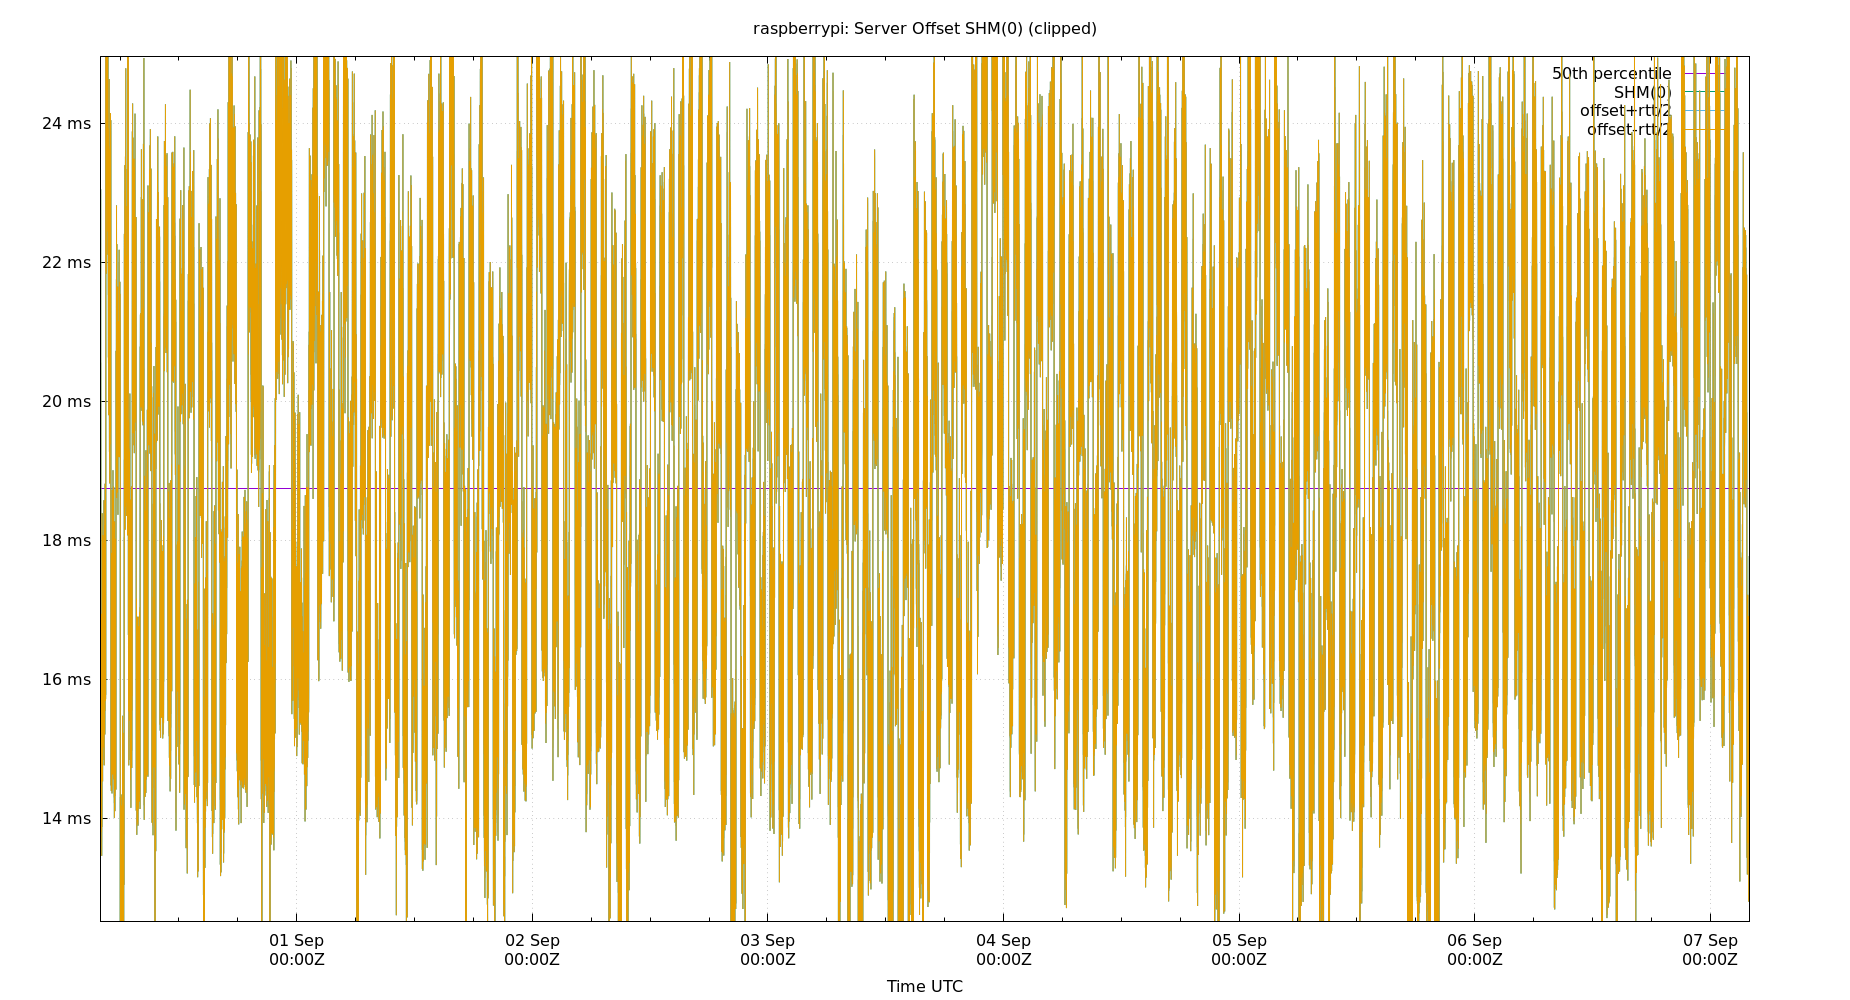 raspberrypi: Server Offset SHM(0) (clipped)
50th percentile
SHM(0)
offset+rtt/2
offset-rtt/2
24 ms
22 ms
20 ms
18 ms
16 ms
14 ms
01 Sep 02 Sep 03 Sep 04 Sep 05 Sep 06 Sep 07 Sep
00:00Z 00:00Z 00:00Z 00:00Z 00:00Z 00:00Z 00:00Z
Time UTC